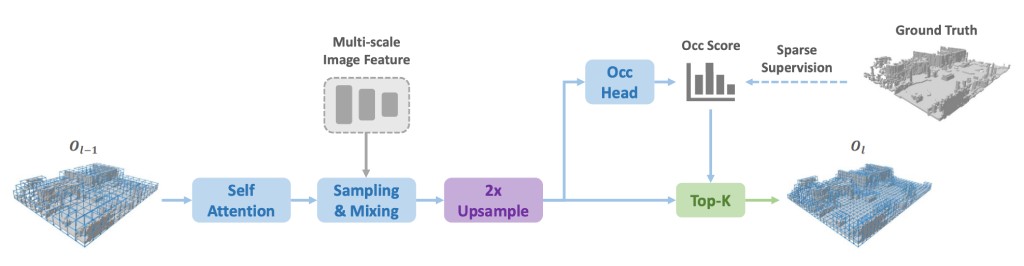 Ground Truth
Multi-scale
Image Feature
Occ Score
Sparse
Supervision
Occ
Head
O_{l-1}
O_l
Self
Attention
Sampling
& Mixing
2x
Upsample
Top-K